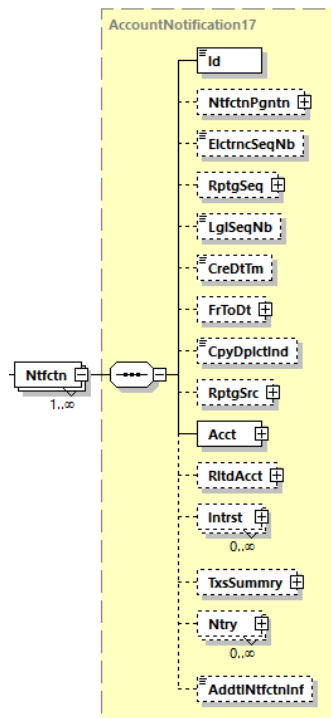 AccountNotification17
Id
NtfctnPgntn
ElctrncSeqNb
RptgSeq
LglSeqNb
CreDtTm
FrToDt
CpyDplctInd
Ntfctn
1..∞
RptgSrc
Acct
RltdAcct
Intrst
0..∞
TxsSummry
Ntry
0..∞
AddtlNtfctnInf